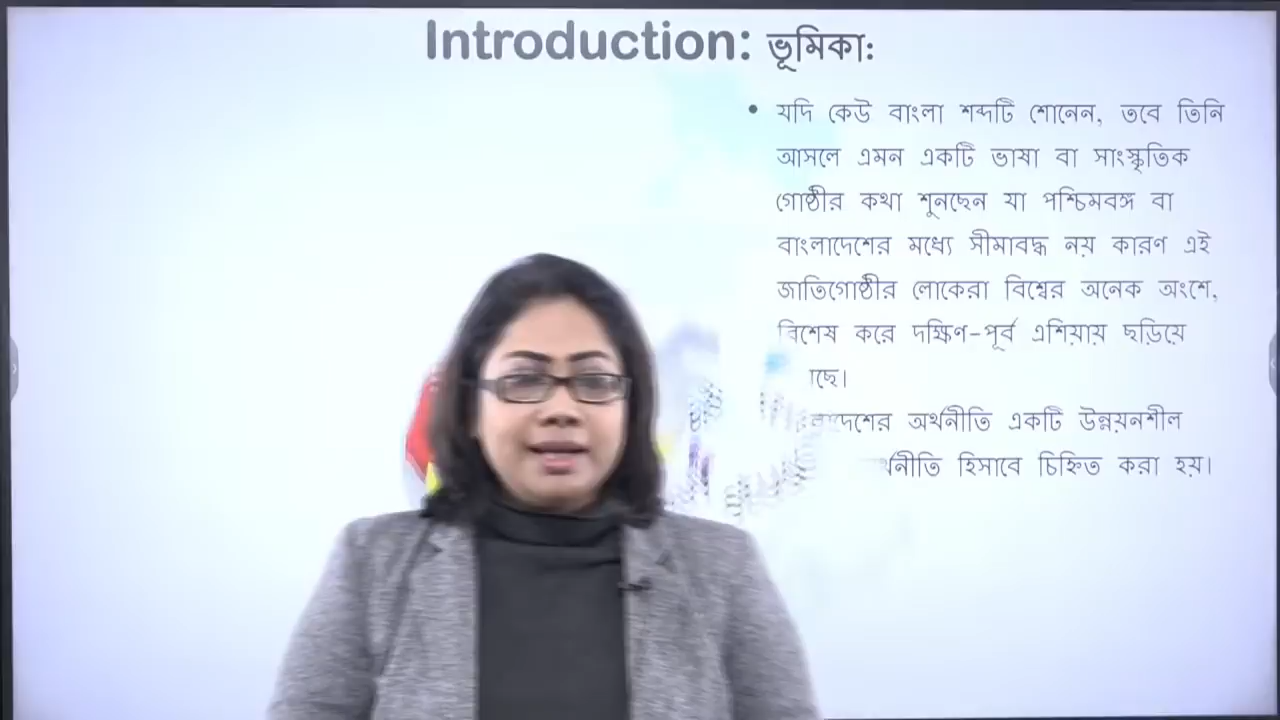 Introduction: ভূমিকা:
• যদি কেউ বাংলা শব্দটি শোনেন, তবে তিনি
আসলে এমন একটি ভাষা বা সাংস্কৃতিক
গোষ্ঠীর কথা শুনছেন যা পশ্চিমবঙ্গ বা
বাংলাদেশের মধ্যে সীমাবদ্ধ নয় কারণ এই
জাতিগোষ্ঠীর লোকেরা বিশ্বের অনেক অংশে,
বিশেষ করে দক্ষিণ-পূর্ব এশিয়ায় ছড়িয়ে
অর্থনীতি একটি উন্নয়নশীল
হিসাবে চিহ্নিত করা হয়।